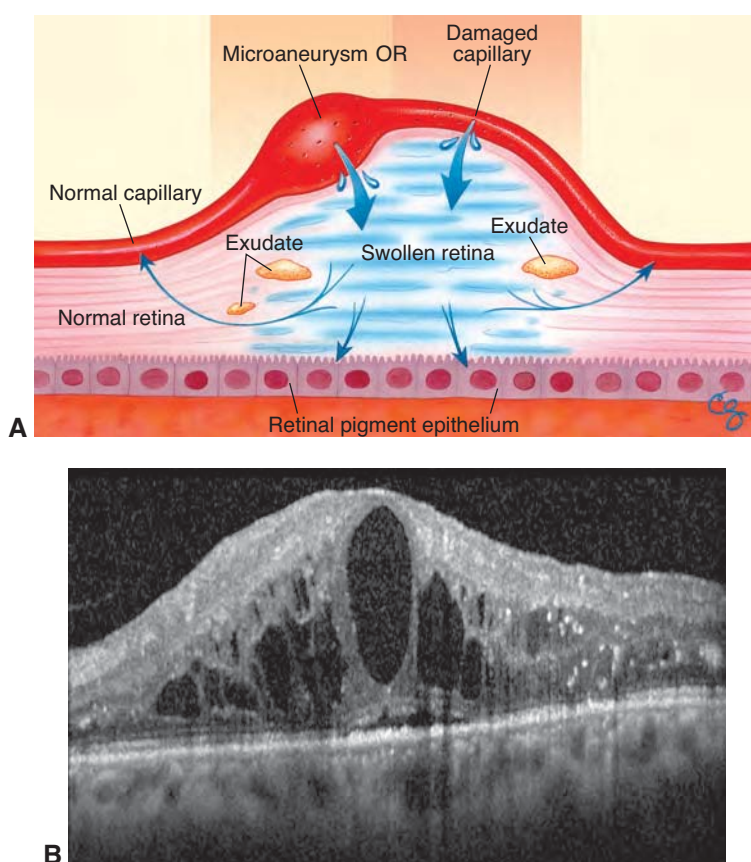 Microaneurysm OR
Damaged
capillary
Normal capillary
Exudate
Exudate
Swollen retina
Normal retina
A
Retinal pigment epithelium
B